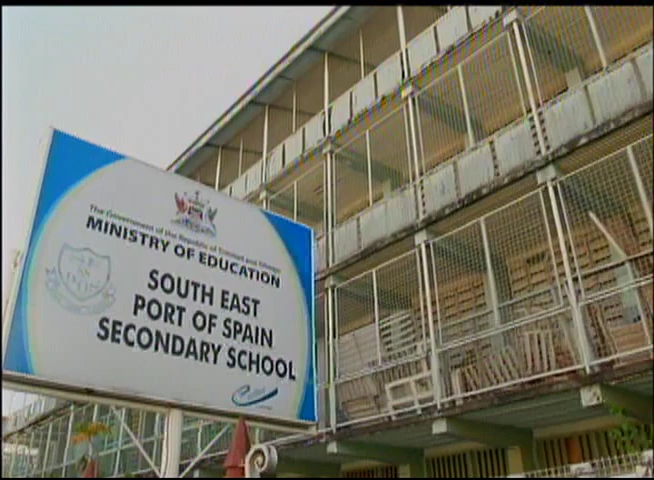 The Government of the Republic of Trinidad and Tobago
MINISTRY OF EDUCATION
SOUTH EAST
PORT OF SPAIN
SECONDARY SCHOOL